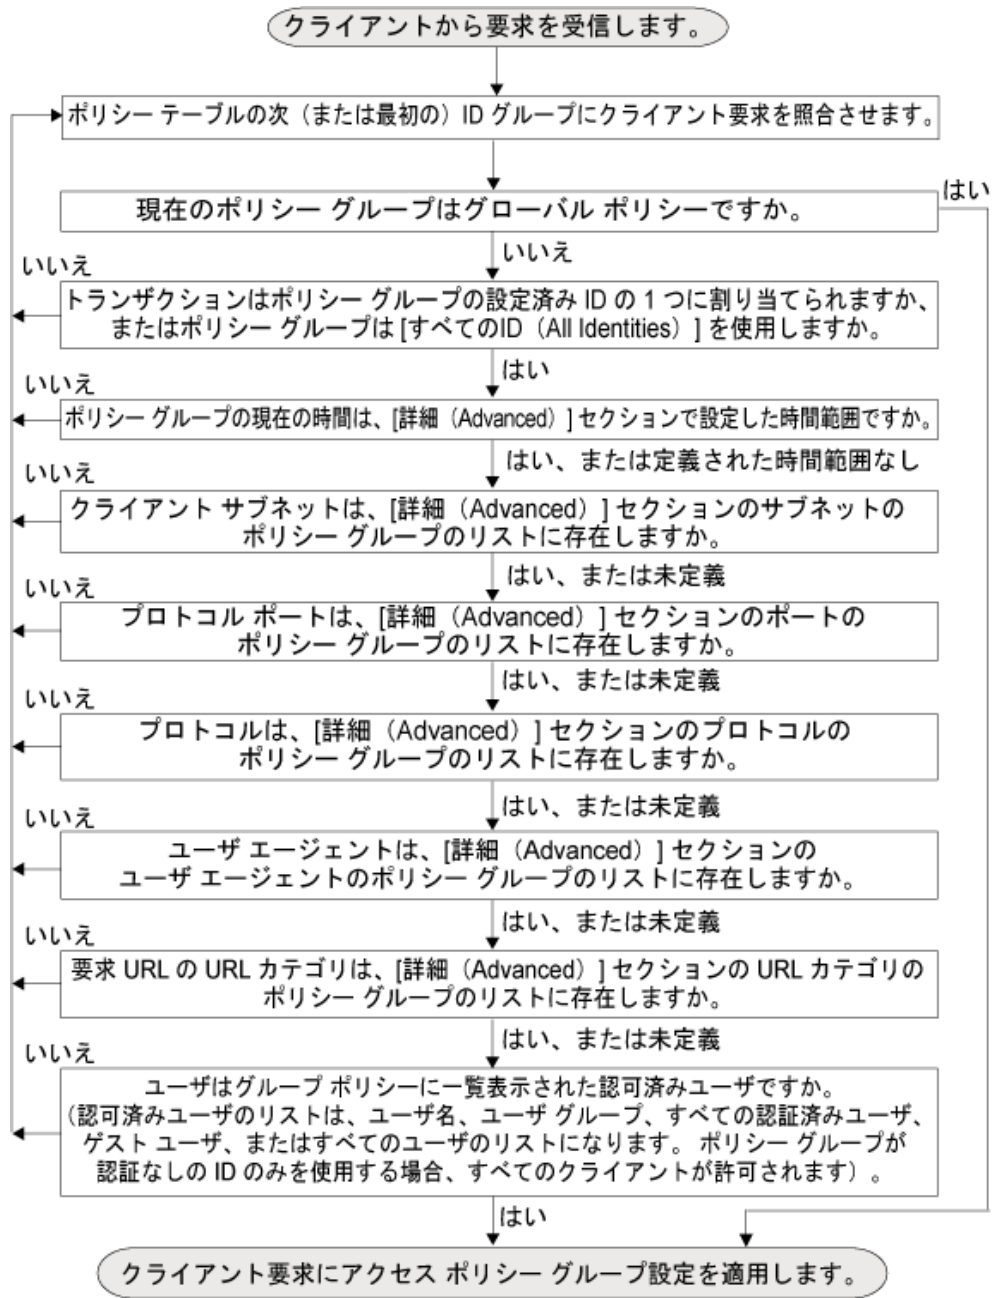 クライアントから要求を受信します。
ポリシー テーブルの次（または最初の）ID グループにクライアント要求を照合させます。
はい
現在のポリシー グループはグローバル ポリシーですか。
いいえ
いいえ
トランザクションはポリシー グループの設定済み ID の 1 つに割り当てられますか、
またはポリシー グループは [すべてのID（All Identities）] を使用しますか。
はい
いいえ
ポリシー グループの現在の時間は、[詳細（Advanced）] セクションで設定した時間範囲ですか。
はい、または定義された時間範囲なし
いいえ
クライアント サブネットは、[詳細（Advanced）] セクションのサブネットの
ポリシー グループのリストに存在しますか。
はい、または未定義
いいえ
プロトコル ポートは、[詳細（Advanced）] セクションのポートの
ポリシー グループのリストに存在しますか。
はい、または未定義
いいえ
プロトコルは、[詳細（Advanced）] セクションのプロトコルの
ポリシー グループのリストに存在しますか。
はい、または未定義
いいえ
ユーザ エージェントは、[詳細（Advanced）] セクションの
ユーザ エージェントのポリシー グループのリストに存在しますか。
はい、または未定義
いいえ
要求 URL の URL カテゴリは、[詳細（Advanced）] セクションの URL カテゴリの
ポリシー グループのリストに存在しますか。
はい、または未定義
いいえ
ユーザはグループ ポリシーに一覧表示された認可済みユーザですか。
（認可済みユーザのリストは、ユーザ名、ユーザ グループ、すべての認証済みユーザ、
ゲスト ユーザ、またはすべてのユーザのリストになります。 ポリシー グループが
認証なしの ID のみを使用する場合、すべてのクライアントが許可されます）。
はい
クライアント要求にアクセス ポリシー グループ設定を適用します。